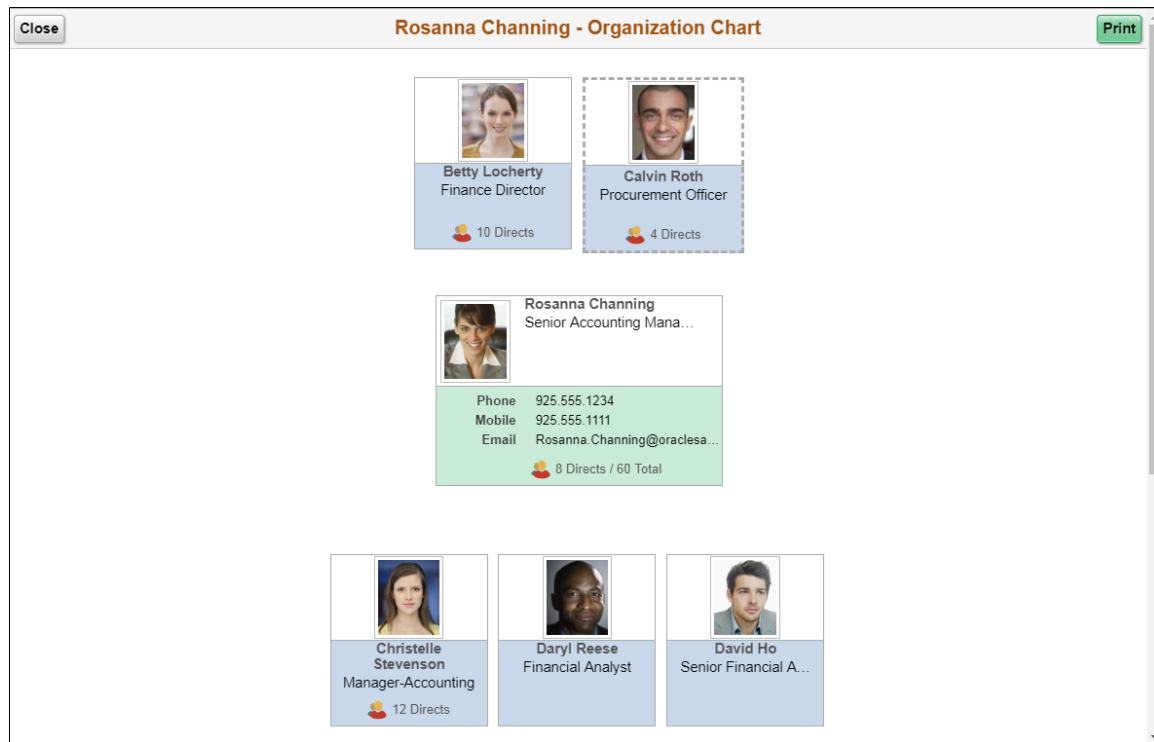 Close
Rosanna Channing - Organization Chart
Print
Betty Locherty
Finance Director
10 Directs
Calvin Roth
Procurement Officer
4 Directs
Rosanna Channing
Senior Accounting Mana...
Phone 925.555.1234
Mobile 925.555.1111
Email Rosanna.Channing@oraclesa...
8 Directs / 60 Total
Christelle
Stevenson
Manager-Accounting
12 Directs
Daryl Reese
Financial Analyst
David Ho
Senior Financial A...